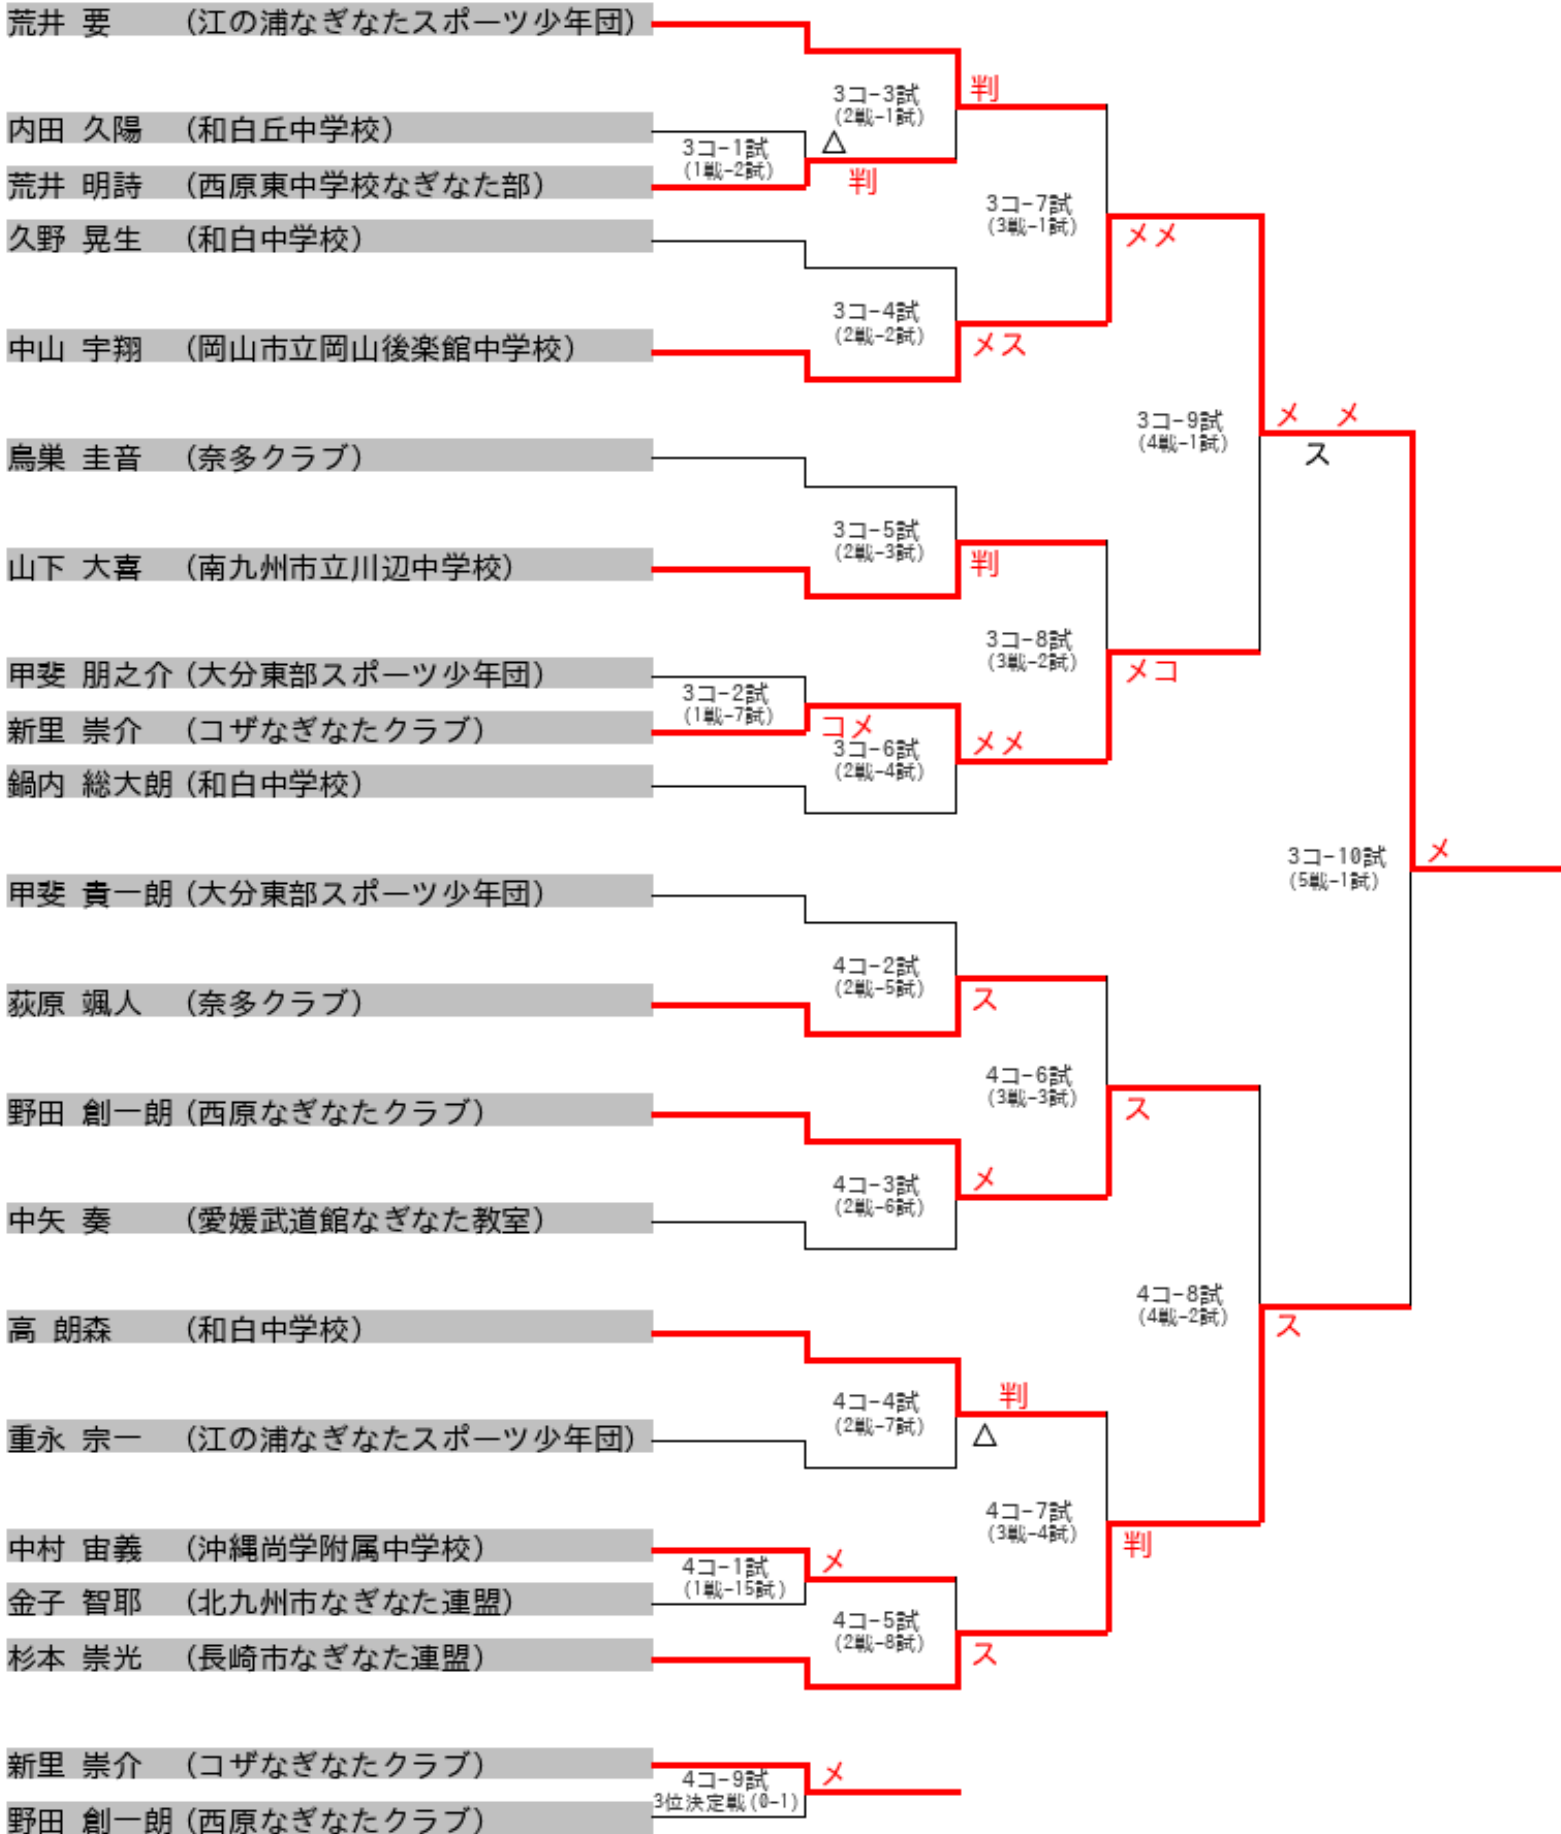 荒井 要 (江の浦なぎなたスポーツ少年団)
判
3コ-3試
(2戦-1試)
内田 久陽 (和白丘中学校)
3コ-1試
(1戦-2試)
△
判
荒井 明詩 (西原東中学校なぎなた部)
3コ-7試
(3戦-1試)
メメ
久野 晃生 (和白中学校)
3コ-4試
(2戦-2試)
メス
中山 宇翔 (岡山市立岡山後楽館中学校)
3コ-9試
(4戦-1試)
メ メ
ス
鳥巣 圭音 (奈多クラブ)
3コ-5試
(2戦-3試)
判
山下 大喜 (南九州市立川辺中学校)
3コ-8試
(3戦-2試)
メコ
甲斐 朋之介 (大分東部スポーツ少年団)
3コ-2試
(1戦-7試)
コメ
新里 崇介 (コザなぎなたクラブ)
3コ-6試
(2戦-4試)
メメ
鍋内 総大朗 (和白中学校)
3コ-10試
(5戦-1試)
メ
甲斐 貴一朗 (大分東部スポーツ少年団)
4コ-2試
(2戦-5試)
ス
荻原 颯人 (奈多クラブ)
4コ-6試
(3戦-3試)
ス
野田 創一朗 (西原なぎなたクラブ)
4コ-3試
(2戦-6試)
メ
中矢 奏 (愛媛武道館なぎなた教室)
4コ-8試
(4戦-2試)
ス
高 朗森 (和白中学校)
4コ-4試
(2戦-7試)
判
△
重永 宗一 (江の浦なぎなたスポーツ少年団)
4コ-7試
(3戦-4試)
判
中村 宙義 (沖縄尚学附属中学校)
4コ-1試
(1戦-15試)
メ
金子 智耶 (北九州市なぎなた連盟)
4コ-5試
(2戦-8試)
ス
杉本 崇光 (長崎市なぎなた連盟)
新里 崇介 (コザなぎなたクラブ)
4コ-9試
3位決定戦(0-1)
メ
野田 創一朗 (西原なぎなたクラブ)